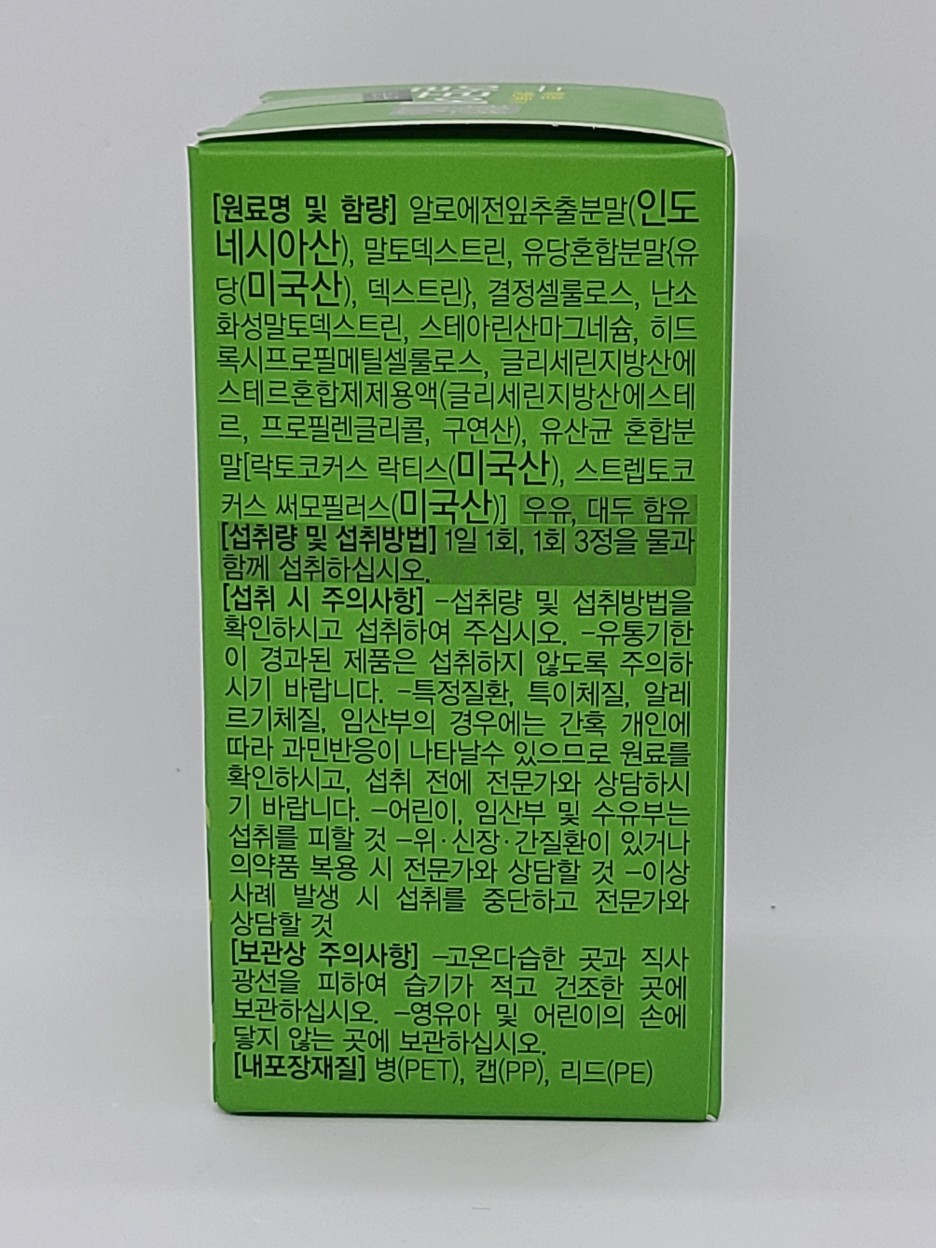 [원료명 및 함량] 알로에전잎추출분말(인도
네시아산), 말토덱스트린, 유당혼합분말{유
당(미국산), 덱스트린}, 결정셀룰로스, 난소
화성말토덱스트린, 스테아린산마그네슘, 히드
록시프로필메틸셀룰로스, 글리세린지방산에
스테르혼합제제용액(글리세린지방산에스테
르, 프로필렌글리콜, 구연산), 유산균 혼합분
말[락토코커스 락티스(미국산), 스트렙토코
커스 써모필러스(미국산)] 우유, 대두 함유
[섭취량 및 섭취방법] 1일 1회, 1회 3정을 물과
함께 섭취하십시오.
[섭취 시 주의사항] -섭취량 및 섭취방법을
확인하시고 섭취하여 주십시오. -유통기한
이 경과된 제품은 섭취하지 않도록 주의하
시기 바랍니다. -특정질환, 특이체질, 알레
르기체질, 임산부의 경우에는 간혹 개인에
따라 과민반응이 나타날수 있으므로 원료를
확인하시고, 섭취 전에 전문가와 상담하시
기 바랍니다. -어린이, 임산부 및 수유부는
섭취를 피할 것 -위·신장·간질환이 있거나
의약품 복용 시 전문가와 상담할 것 -이상
사례 발생 시 섭취를 중단하고 전문가와
상담할 것
[보관상 주의사항] -고온다습한 곳과 직사
광선을 피하여 습기가 적고 건조한 곳에
보관하십시오. -영유아 및 어린이의 손에
닿지 않는 곳에 보관하십시오.
[내포장재질] 병(PET), 캡(PP), 리드(PE)